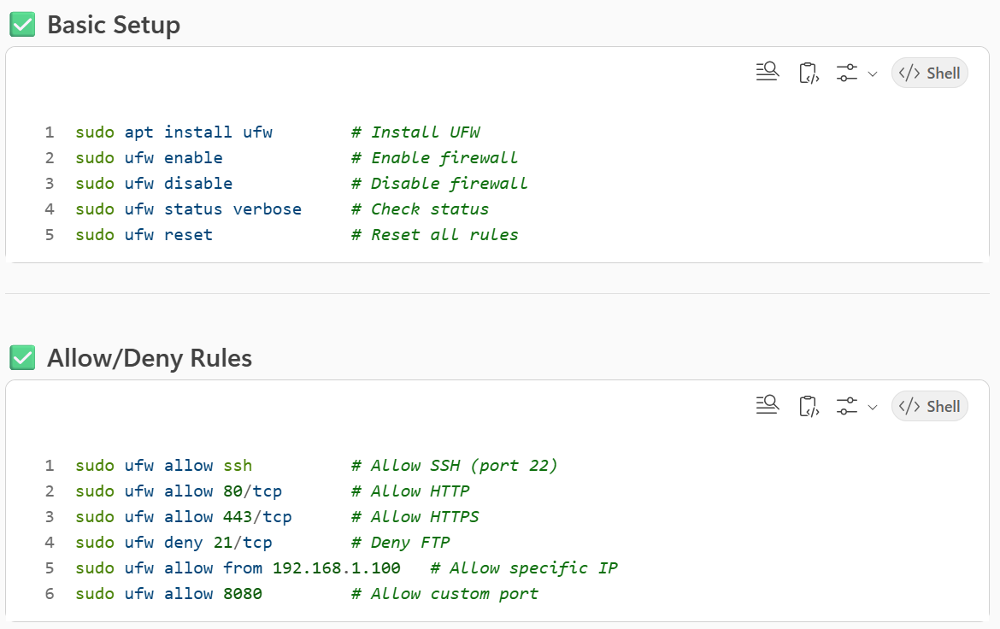 ✅ Basic Setup
</> Shell
1 sudo apt install ufw # Install UFW
2 sudo ufw enable # Enable firewall
3 sudo ufw disable # Disable firewall
4 sudo ufw status verbose # Check status
5 sudo ufw reset # Reset all rules
✅ Allow/Deny Rules
</> Shell
1 sudo ufw allow ssh # Allow SSH (port 22)
2 sudo ufw allow 80/tcp # Allow HTTP
3 sudo ufw allow 443/tcp # Allow HTTPS
4 sudo ufw deny 21/tcp # Deny FTP
5 sudo ufw allow from 192.168.1.100 # Allow specific IP
6 sudo ufw allow 8080 # Allow custom port